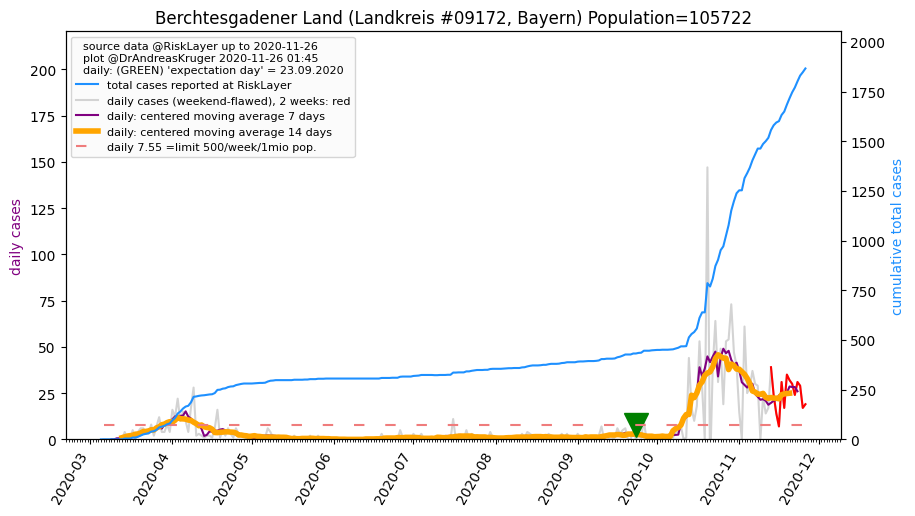 Berchtesgadener Land (Landkreis #09172, Bayern) Population=105722
source data @RiskLayer up to 2020-11-26
plot @DrAndreasKruger 2020-11-26 01:45
daily: (GREEN) 'expectation day' = 23.09.2020
total cases reported at RiskLayer
daily cases (weekend-flawed), 2 weeks: red
daily: centered moving average 7 days
daily: centered moving average 14 days
daily 7.55 =limit 500/week/1mio pop.
daily cases
200
175
150
125
100
75
50
25
0
2000
1750
1500
1250
1000
750
500
250
0
cumulative total cases
2020-03
2020-04
2020-05
2020-06
2020-07
2020-08
2020-09
2020-10
2020-11
2020-12